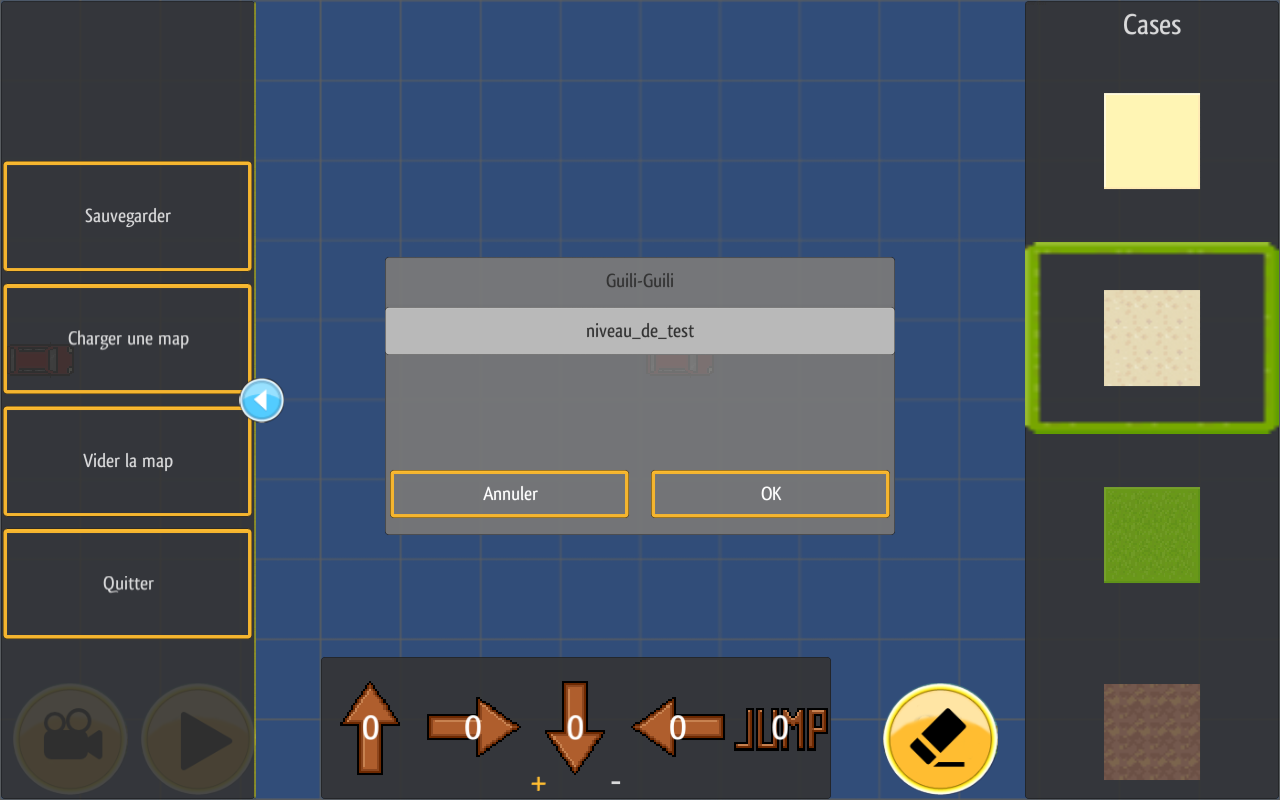 Cases
Sauvegarder
Charger une map
Vider la map
Quitter
Guili-Guili
niveau_de_test
Annuler
OK
0 0 0 0 JUMP 0
+ -